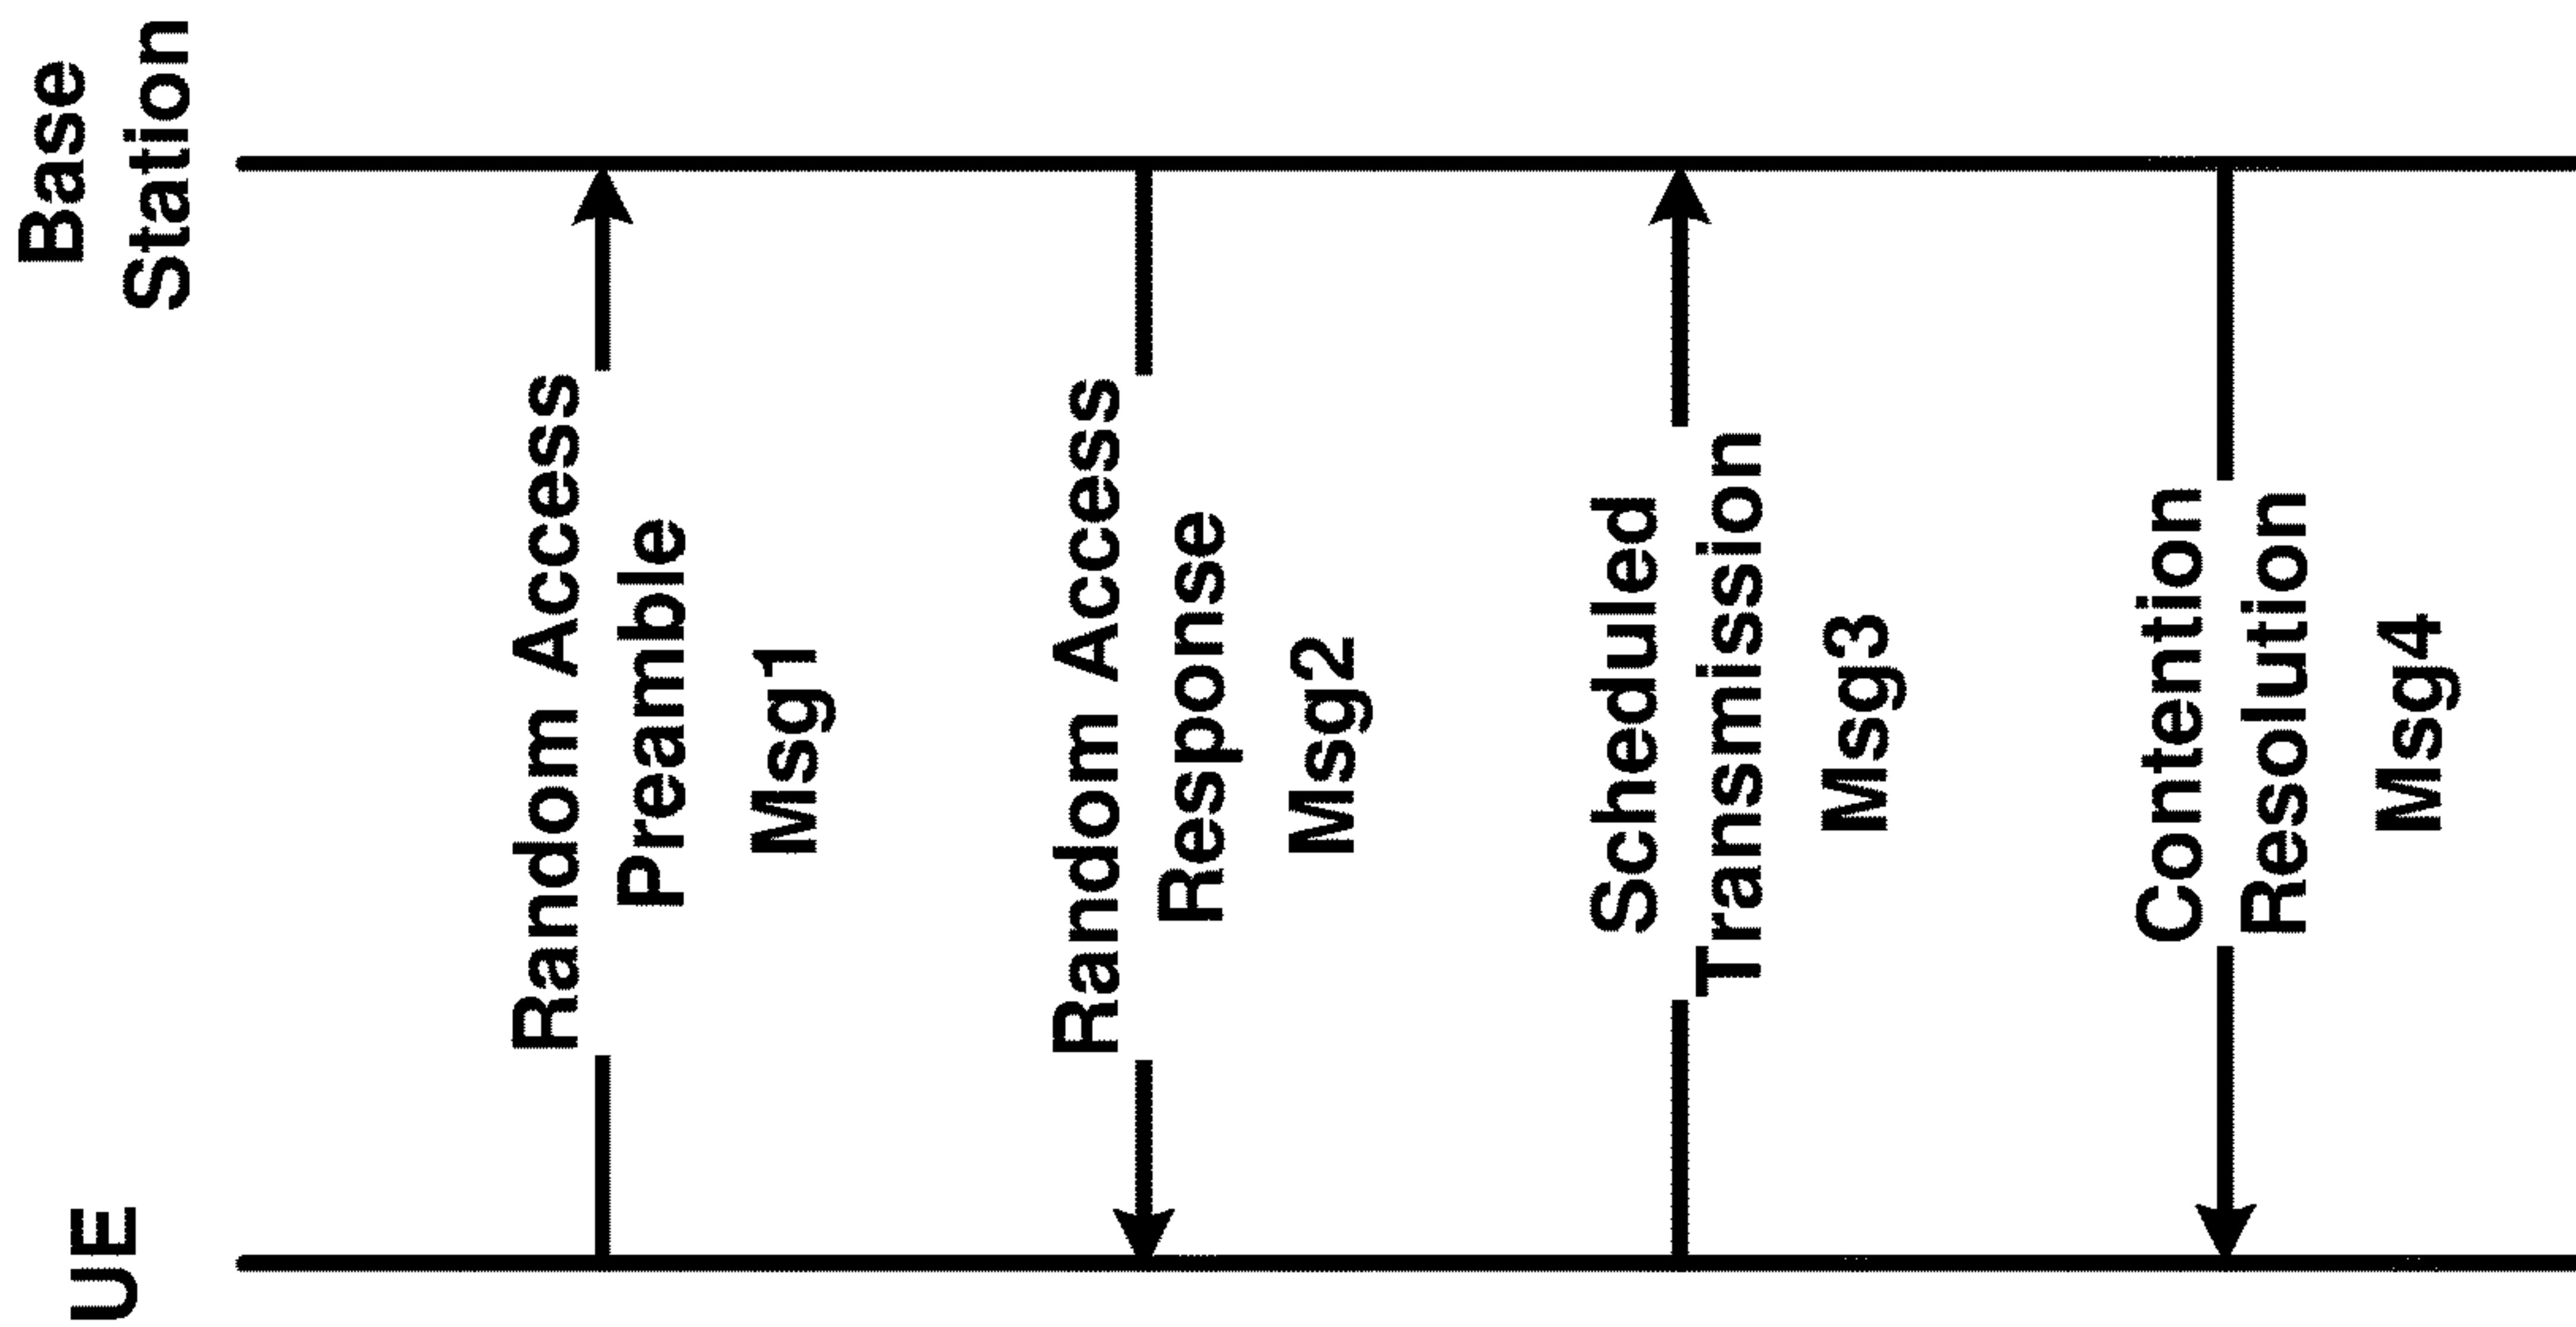 UE
Base
Station
Random Access
Preamble
Msg1
Random Access
Response
Msg2
Scheduled
Transmission
Msg3
Contention
Resolution
Msg4